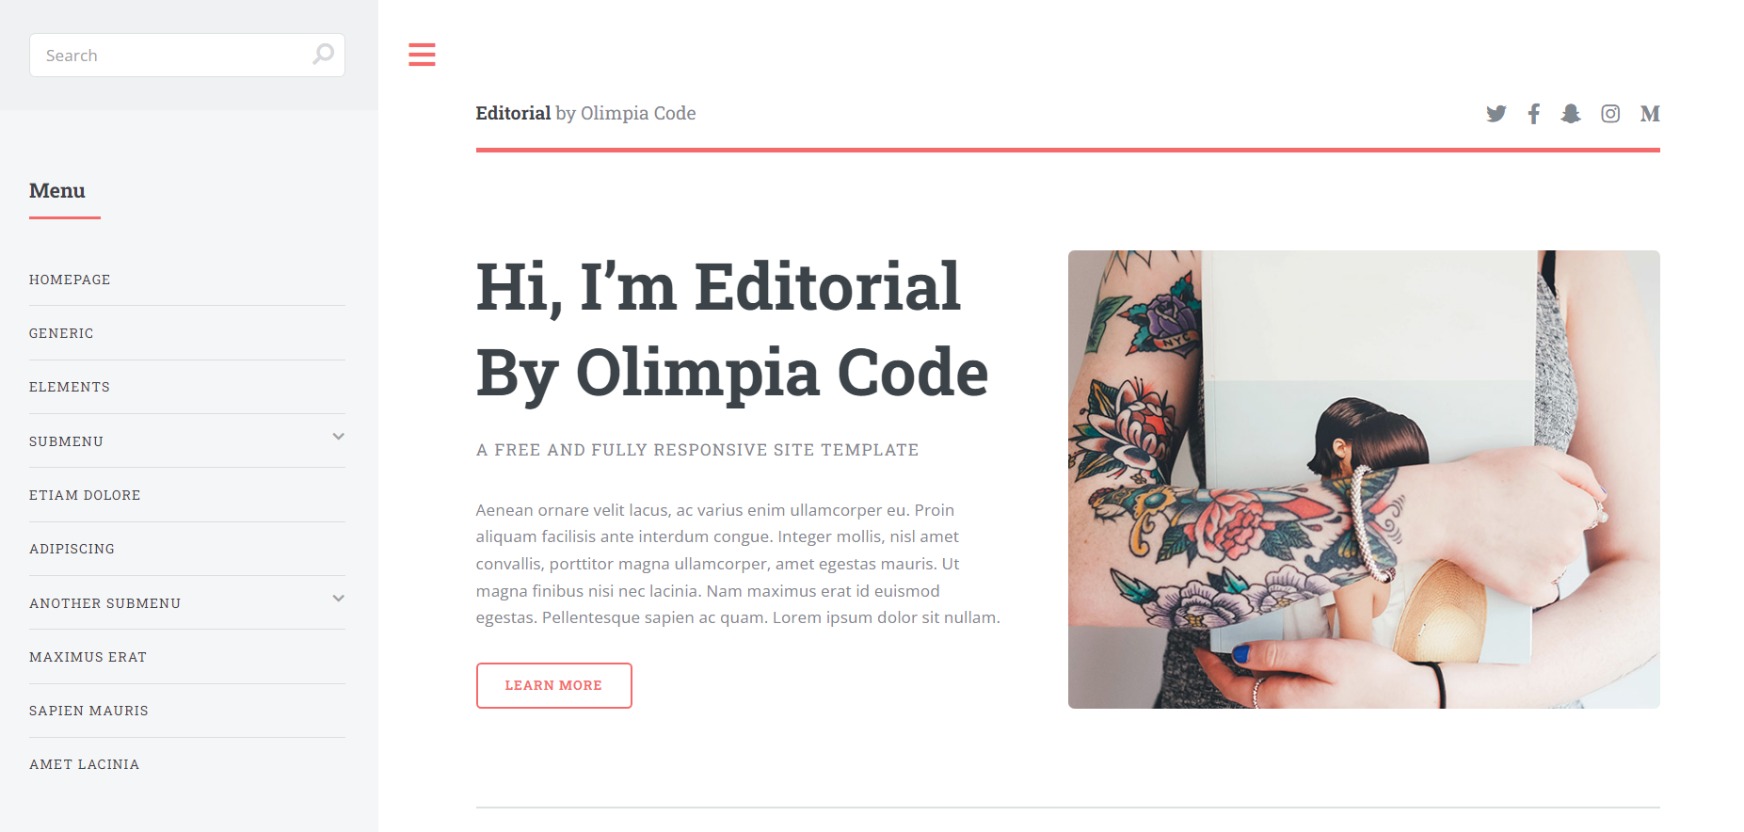 Search
Menu
HOMEPAGE
GENERIC
ELEMENTS
SUBMENU
ETIAM DOLORE
ADIPISCING
ANOTHER SUBMENU
MAXIMUS ERAT
SAPIEN MAURIS
AMET LACINIA
Editorial by Olimpia Code
Hi, I’m Editorial
By Olimpia Code
A FREE AND FULLY RESPONSIVE SITE TEMPLATE
Aenean ornare velit lacus, ac varius enim ullamcorper eu. Proin
aliquam facilisis ante interdum congue. Integer mollis, nisl amet
convallis, porttitor magna ullamcorper, amet egestas mauris. Ut
magna finibus nisi nec lacinia. Nam maximus erat id euismod
egestas. Pellentesque sapien ac quam. Lorem ipsum dolor sit nullam.
LEARN MORE
NYC